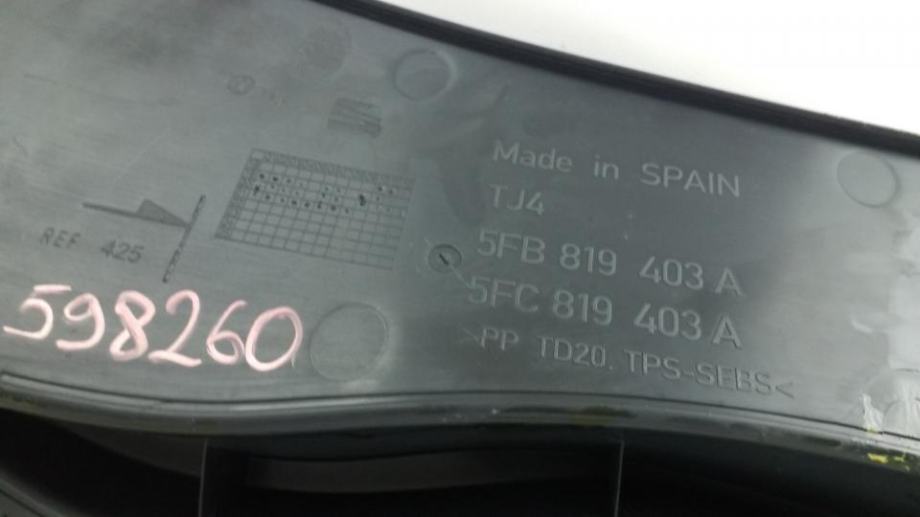 Made in SPAIN
TJ4
5FB 819 403 A
5FC 819 403 A
>PP TD20. TPS-SEBS<
REF 425
598260